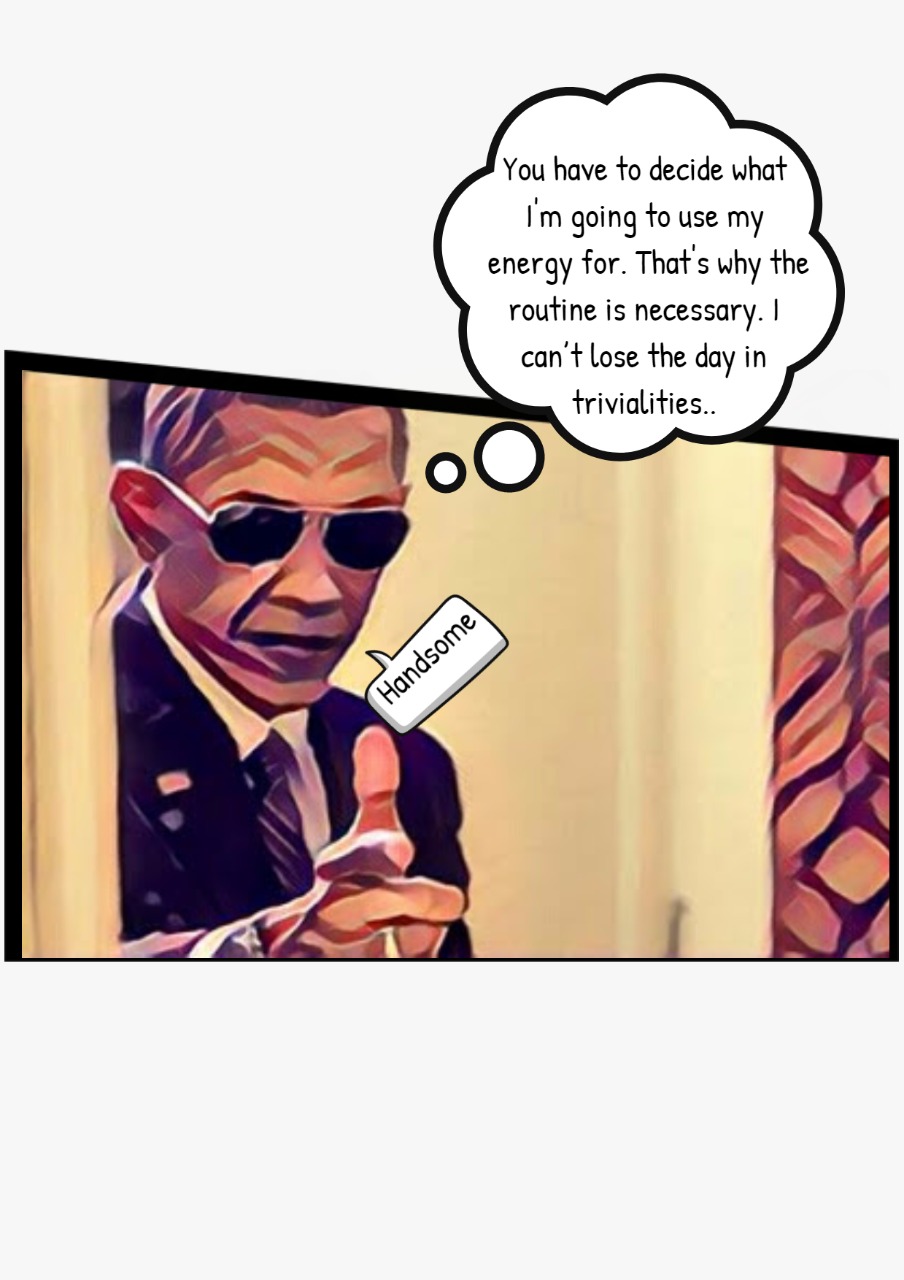 You have to decide what
I'm going to use my
energy for. That's why the
routine is necessary. I
can't lose the day in
trivialities..
Handsome